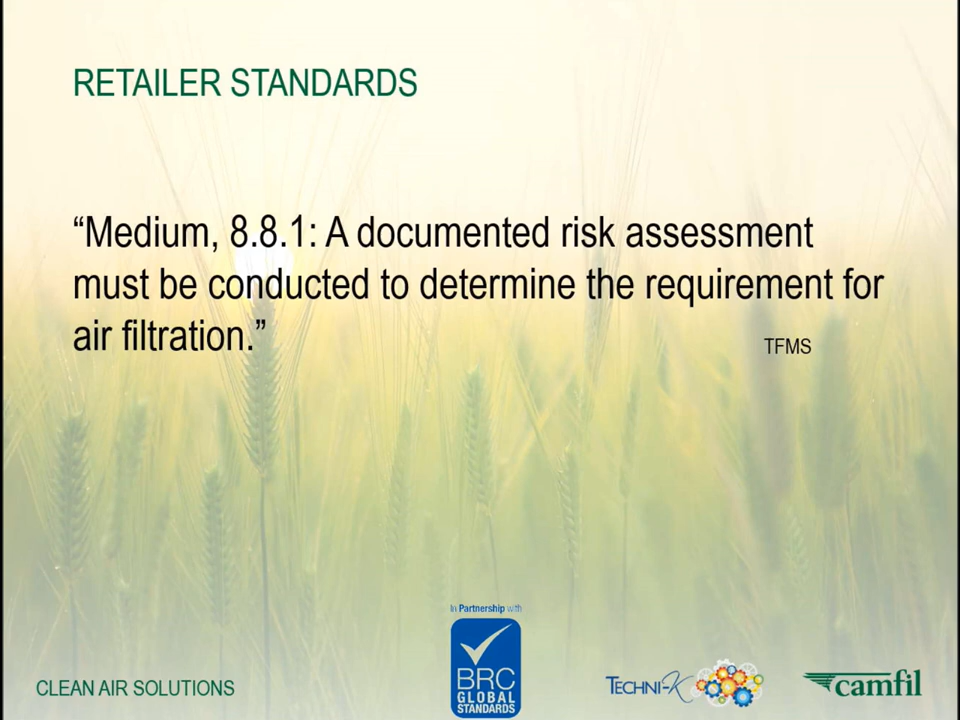 RETAILER STANDARDS
“Medium, 8.8.1: A documented risk assessment
must be conducted to determine the requirement for
air filtration.”
TFMS
In Partnership with
BRC
GLOBAL
STANDARDS
CLEAN AIR SOLUTIONS
TECHNI-K
camfil